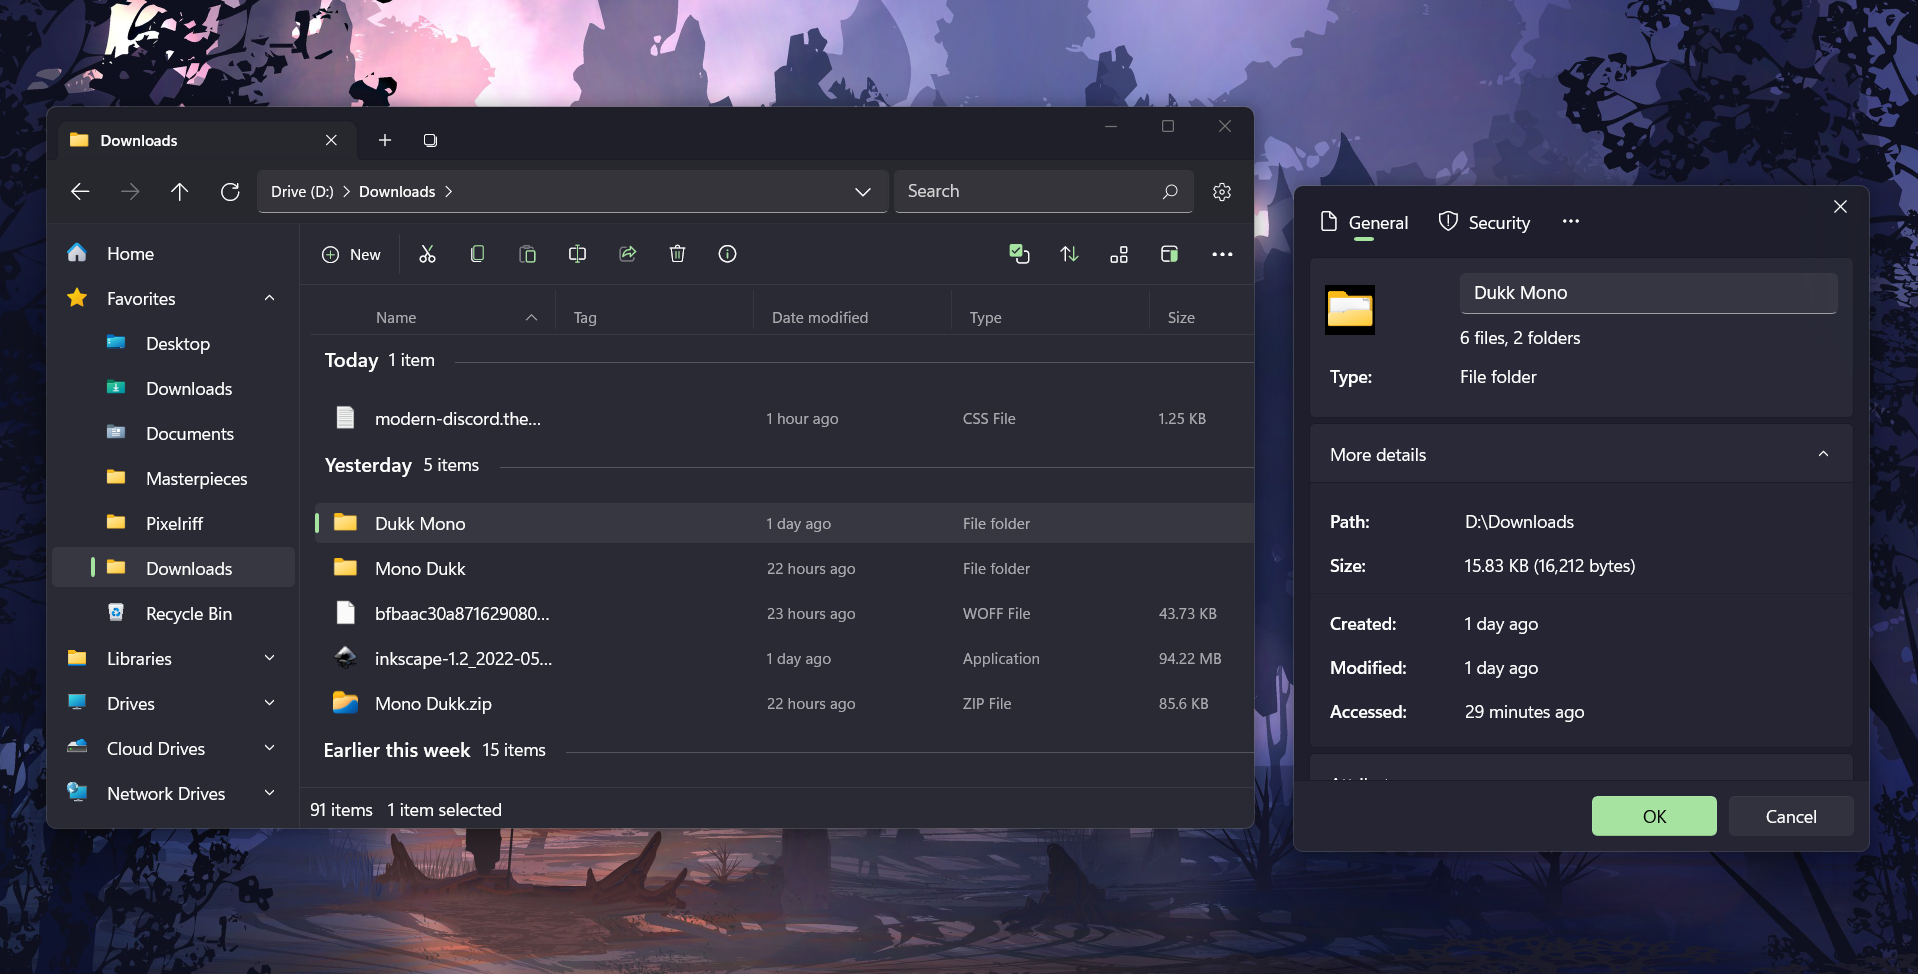 Downloads
Drive (D:) Downloads
Search
Home
Favorites
Desktop
Downloads
Documents
Masterpieces
Pixelriff
Downloads
Recycle Bin
Libraries
Drives
Cloud Drives
Network Drives
New
Name Tag Date modified Type Size
Today 1 item
modern-discord.the... 1 hour ago CSS File 1.25 KB
Yesterday 5 items
Dukk Mono 1 day ago File folder
Mono Dukk 22 hours ago File folder
bfbaac30a871629080... 23 hours ago WOFF File 43.73 KB
inkscape-1.2_2022-05... 1 day ago Application 94.22 MB
Mono Dukk.zip 22 hours ago ZIP File 85.6 KB
Earlier this week 15 items
91 items 1 item selected
General Security
Dukk Mono
6 files, 2 folders
Type: File folder
More details
Path: D:\Downloads
Size: 15.83 KB (16,212 bytes)
Created: 1 day ago
Modified: 1 day ago
Accessed: 29 minutes ago
OK Cancel